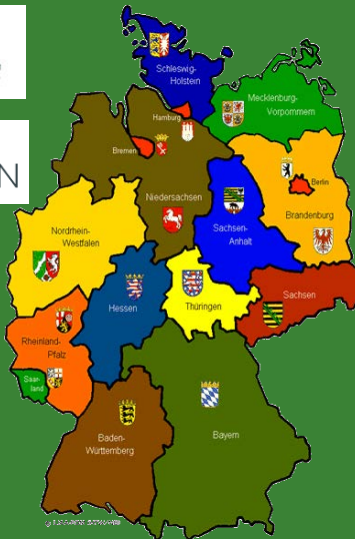 N
Schleswig-
Holstein
Mecklenburg-
Vorpommern
Hamburg
Bremen
Berlin
Niedersachsen
Brandenburg
Sachsen-
Anhalt
Nordrhein-
Westfalen
Hessen
Thüringen
Sachsen
Rheinland-
Pfalz
Saar-
land
Baden-
Württemberg
Bayern